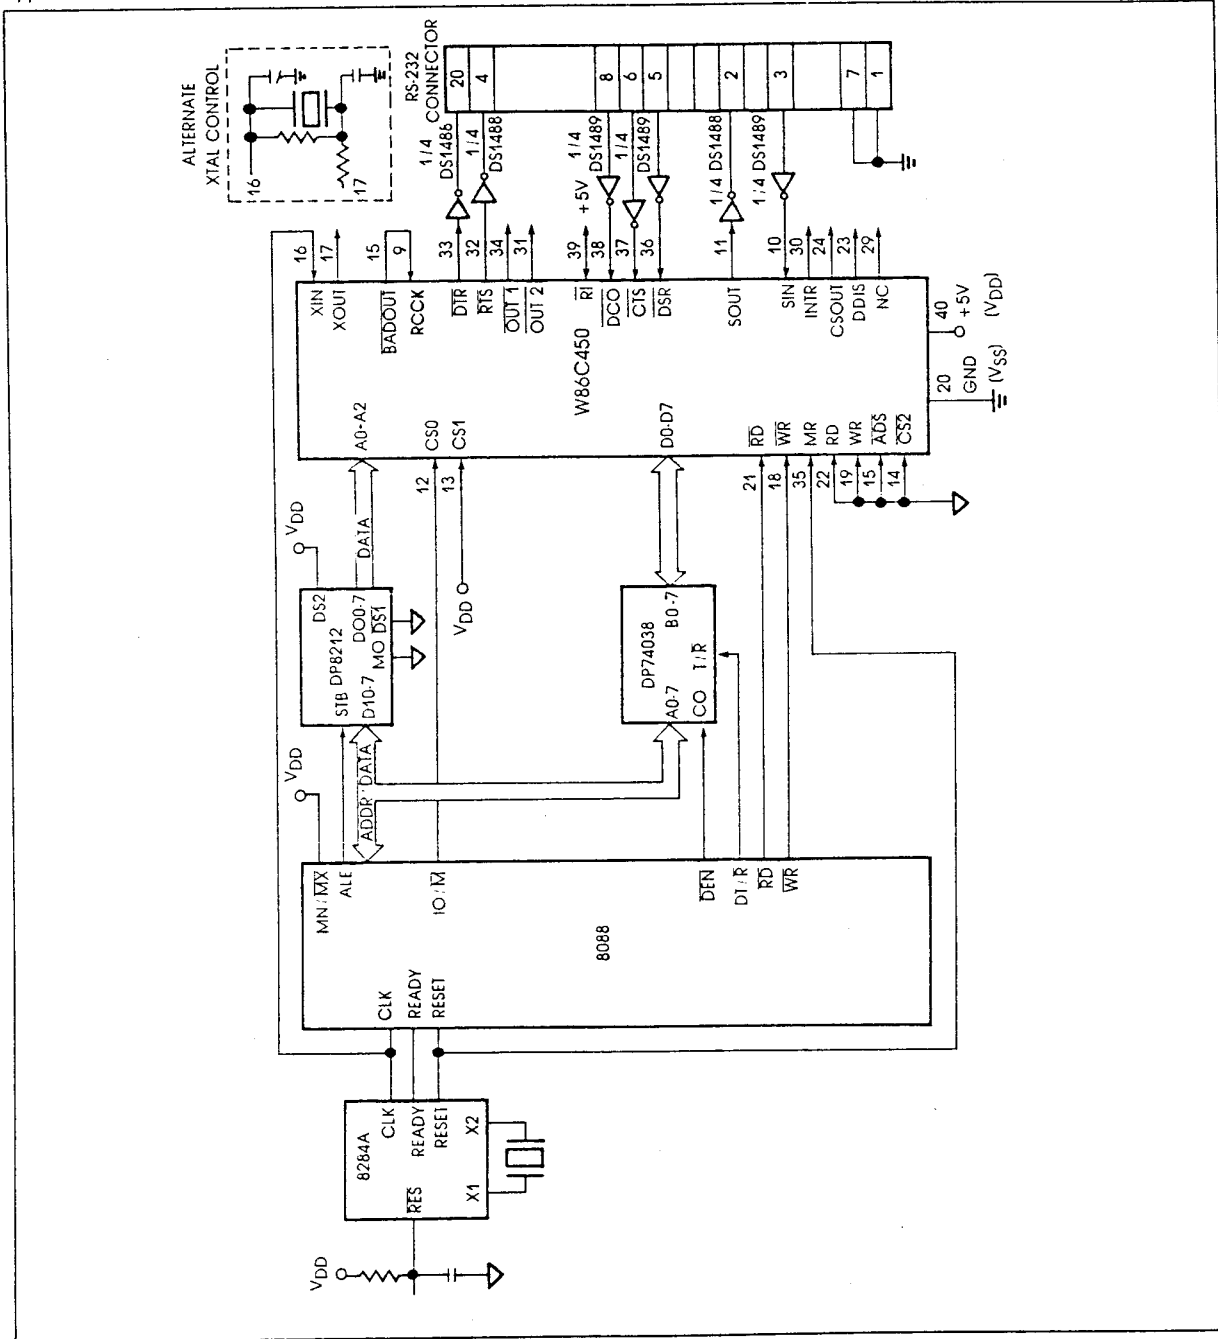 ALTERNATE
XTAL CONTROL
16
17
RS-232
CONNECTOR
20
4
8
6
5
2
3
7
1
1/4
DS1486
1/4
DS1488
1/4
DS1489
1/4
DS1489
1/4 DS1488
1/4 DS1489
+5V
16
17
15
9
33
32
34
31
39
38
37
36
11
10
30
24
23
29
XIN
XOUT
BADOUT
RCCK
DTR
RTS
OUT 1
OUT 2
RI
DCO
CTS
DSR
SOUT
SIN
INTR
CSOUT
DDIS
NC
W86C450
40
+5V
(VDD)
20
GND
(VSS)
A0-A2
CS0
CS1
D0-D7
RD
WR
MR
RD
WR
ADS
CS2
12
13
21
18
35
22
19
15
14
VDD
DATA
VDD
DS2
DO0-7
MO DS1
DP8212
STB
D10-7
B0-7
DP74038
A0-7
CO
T/R
VDD
ADDR/DATA
MN/MX
ALE
IO/M
DEN
DT/R
RD
WR
8088
CLK
READY
RESET
8284A
CLK
READY
RESET
X2
X1
RES
VDD